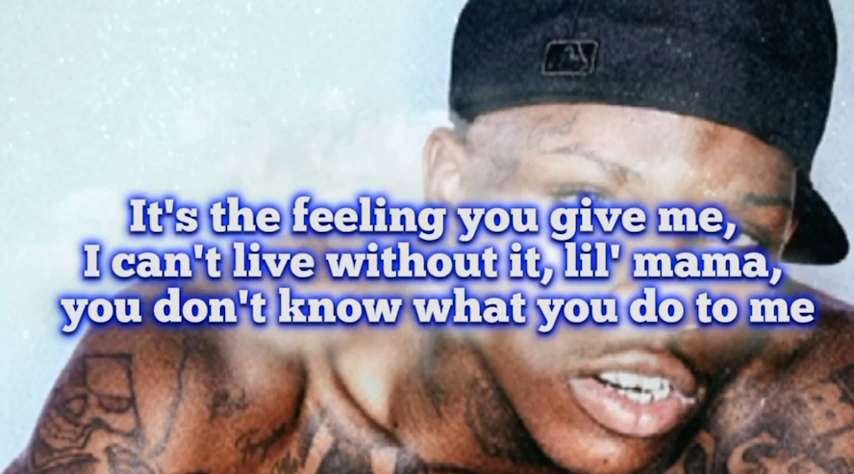 It's the feeling you give me,
I can't live without it, lil' mama,
you don't know what you do to me